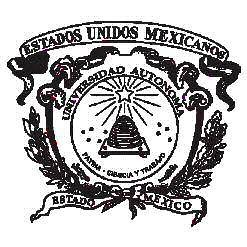 ESTADOS UNIDOS MEXICANOS
UNIVERSIDAD AUTONOMA
PATRIA - CIENCIA Y TRABAJO
ESTADO MEXICO